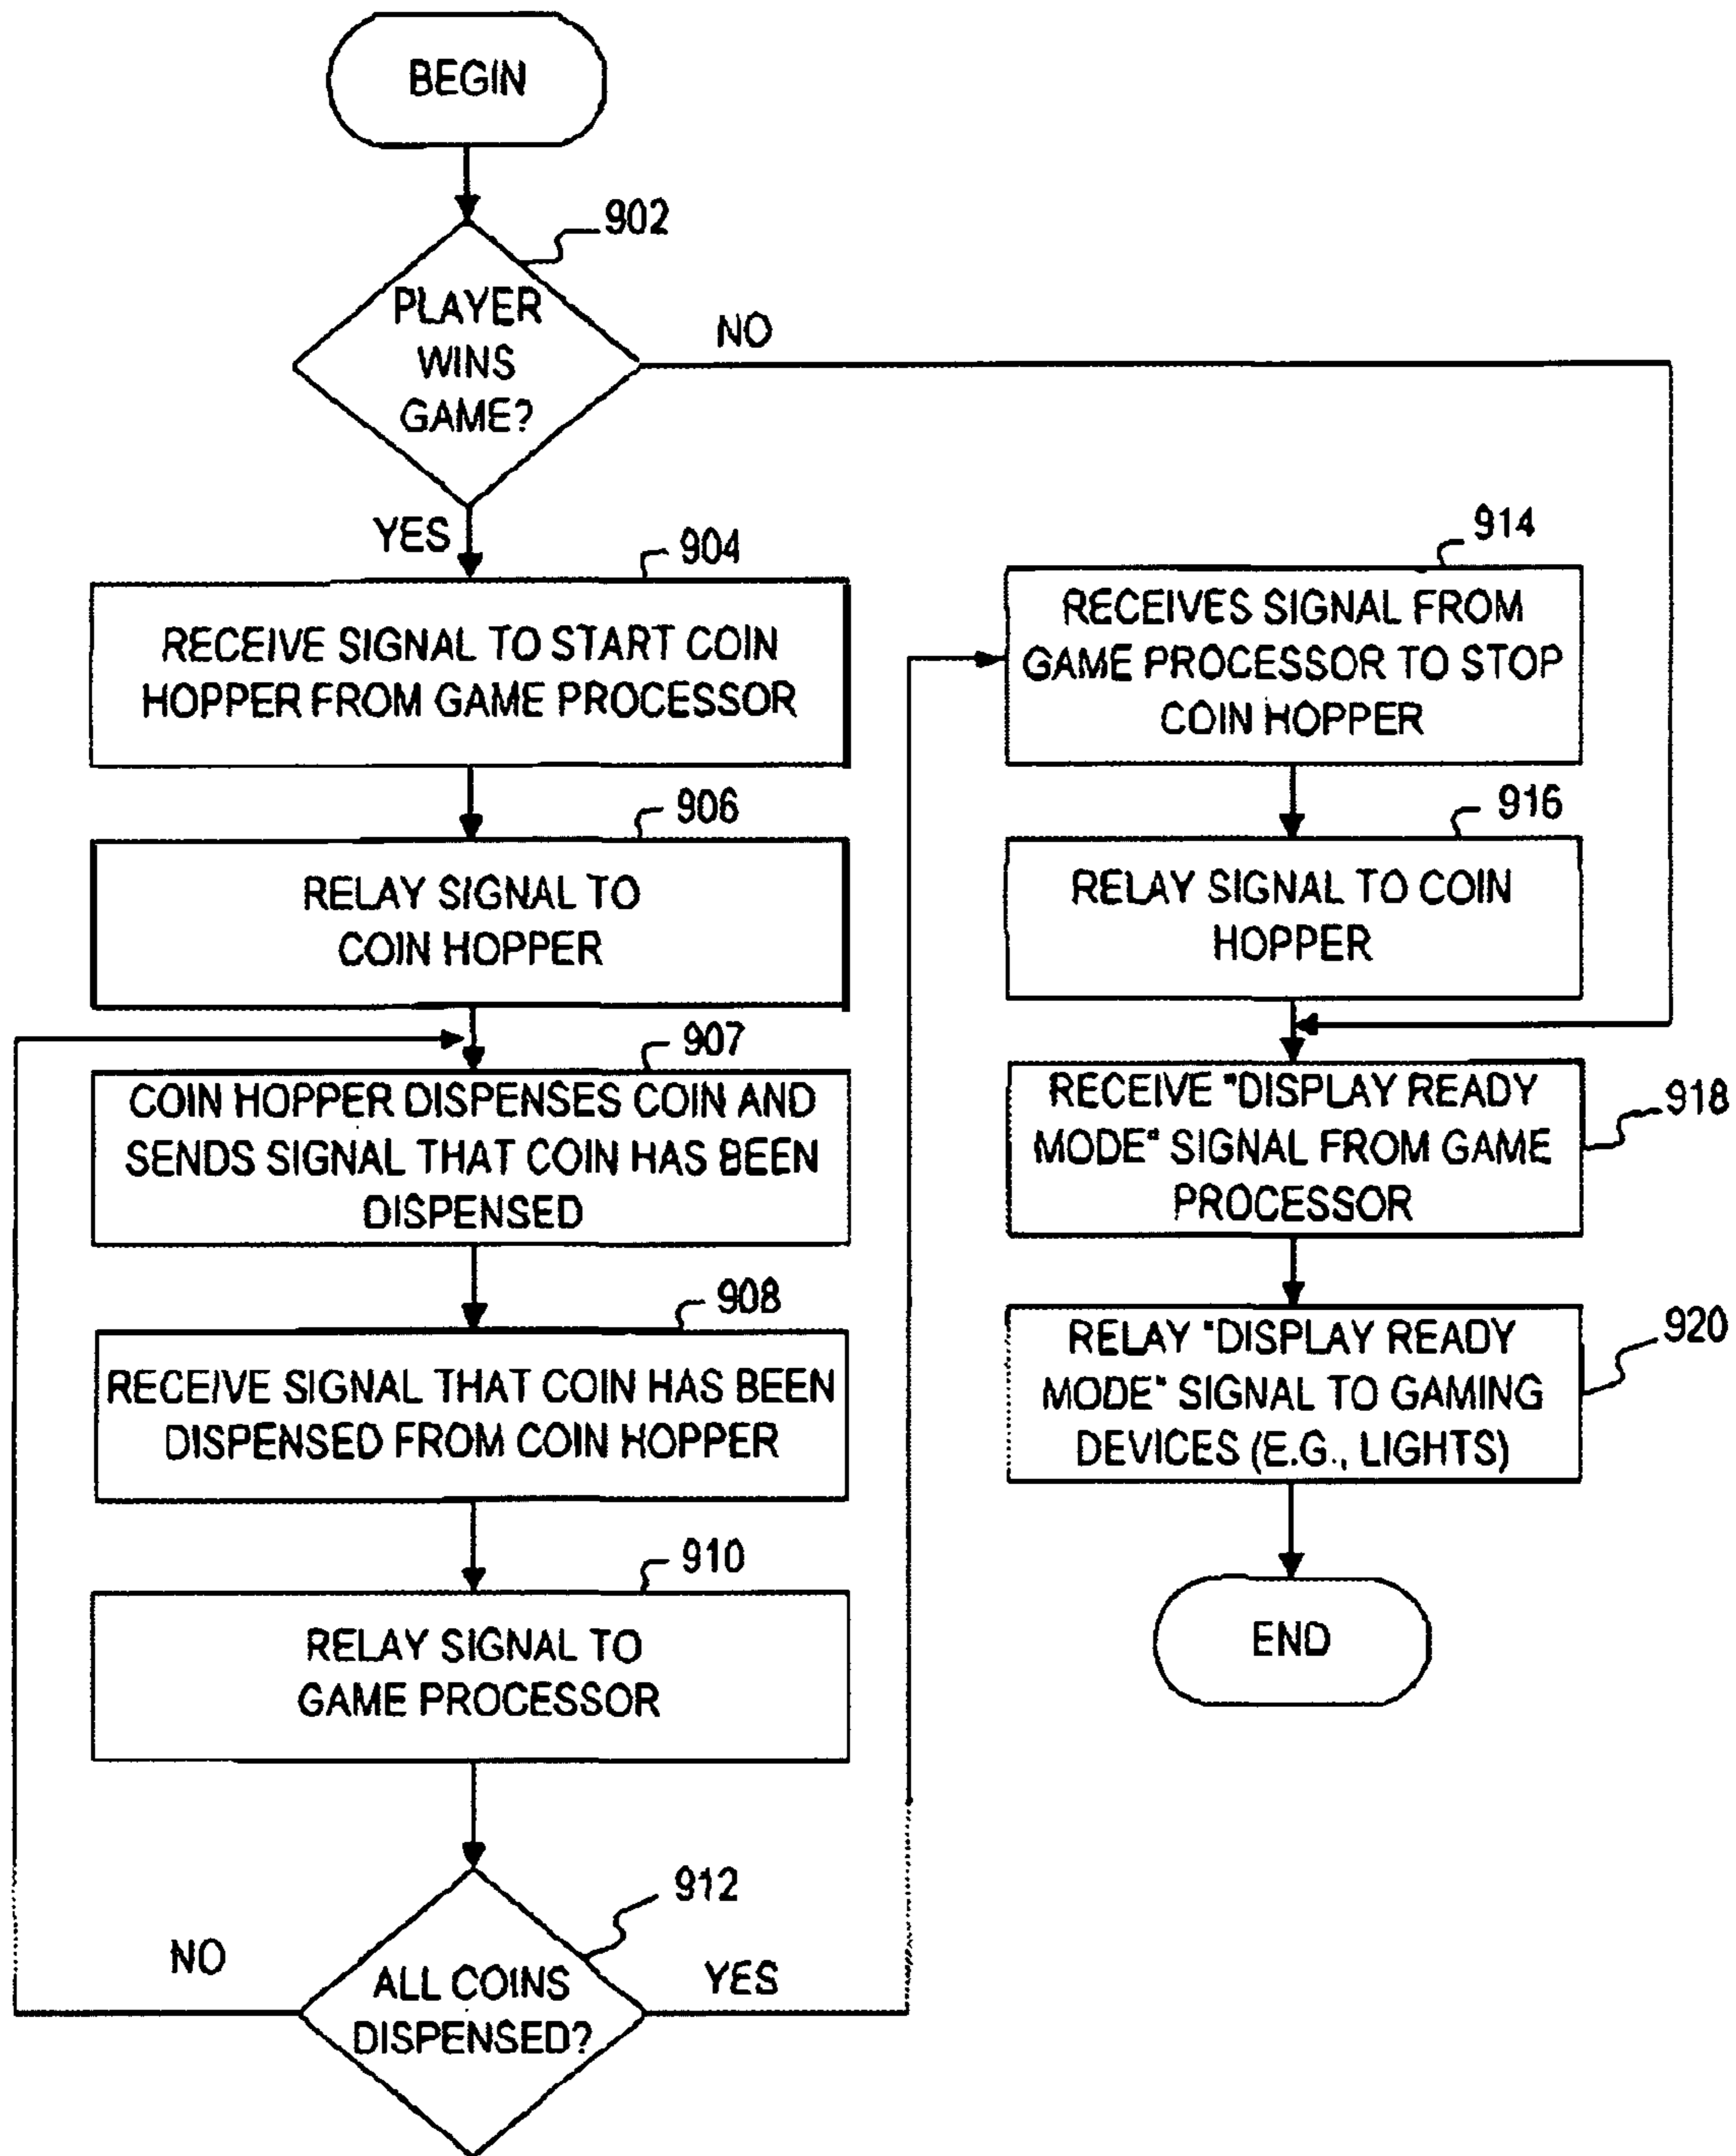 BEGIN
902
PLAYER
WINS
GAME?
NO
YES
904
RECEIVE SIGNAL TO START COIN
HOPPER FROM GAME PROCESSOR
906
RELAY SIGNAL TO
COIN HOPPER
907
COIN HOPPER DISPENSES COIN AND
SENDS SIGNAL THAT COIN HAS BEEN
DISPENSED
908
RECEIVE SIGNAL THAT COIN HAS BEEN
DISPENSED FROM COIN HOPPER
910
RELAY SIGNAL TO
GAME PROCESSOR
912
ALL COINS
DISPENSED?
NO
YES
914
RECEIVES SIGNAL FROM
GAME PROCESSOR TO STOP
COIN HOPPER
916
RELAY SIGNAL TO COIN
HOPPER
918
RECEIVE "DISPLAY READY
MODE" SIGNAL FROM GAME
PROCESSOR
920
RELAY "DISPLAY READY
MODE" SIGNAL TO GAMING
DEVICES (E.G., LIGHTS)
END